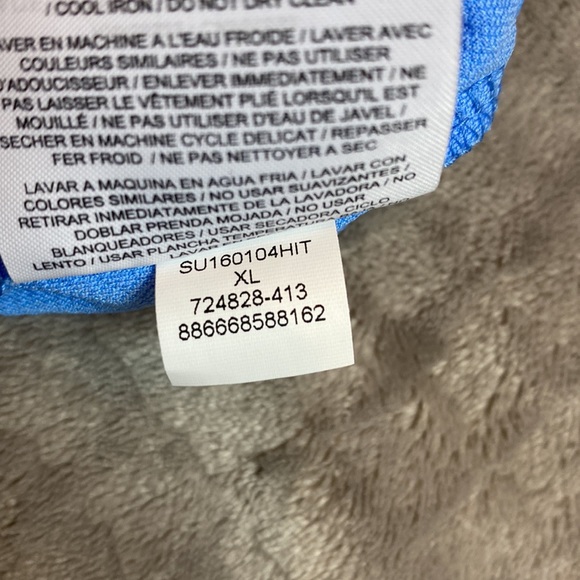 / COOL IRON / DO NOT DRY CLEAN
AVER EN MACHINE A L'EAU FROIDE / LAVER AVEC
COULEURS SIMILAIRES / NE PAS UTILISER
D'ADOUCISSEUR / ENLEVER IMMEDIATEMENT / NE
PAS LAISSER LE VÊTEMENT PLIÉ LORSQU'IL EST
MOUILLÉ / NE PAS UTILISER D'EAU DE JAVEL /
SECHER EN MACHINE CYCLE DELICAT / REPASSER
FER FROID / NE PAS NETTOYER A SEC
LAVAR A MAQUINA EN AGUA FRIA / LAVAR CON
COLORES SIMILARES / NO USAR SUAVIZANTES /
RETIRAR INMEDIATAMENTE DE LA LAVADORA / NO
DOBLAR PRENDA MOJADA / NO USAR
BLANQUEADORES / USAR SECADORA CICLO
LENTO / USAR PLANCHA TEMPERATURA
SU160104HIT
XL
724828-413
886668588162